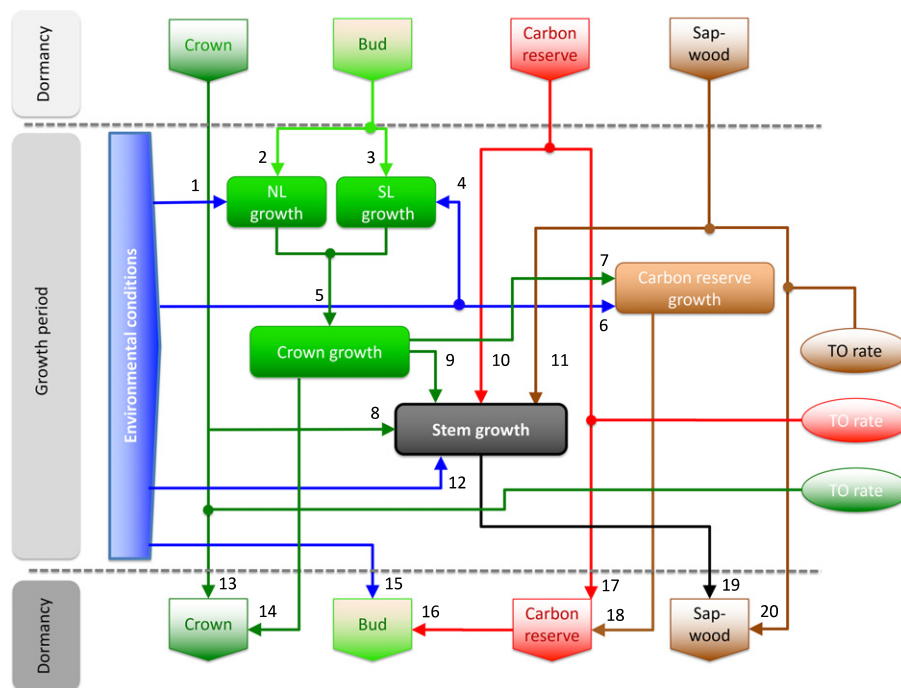 Dormancy
Crown
Bud
Carbon
reserve
Sap-
wood
Growth period
Environmental conditions
1
2
3
4
NL
growth
SL
growth
5
6
7
Carbon reserve
growth
Crown growth
8
9
10
11
12
Stem growth
TO rate
TO rate
TO rate
Dormancy
13
14
15
16
17
18
19
20
Crown
Bud
Carbon
reserve
Sap-
wood